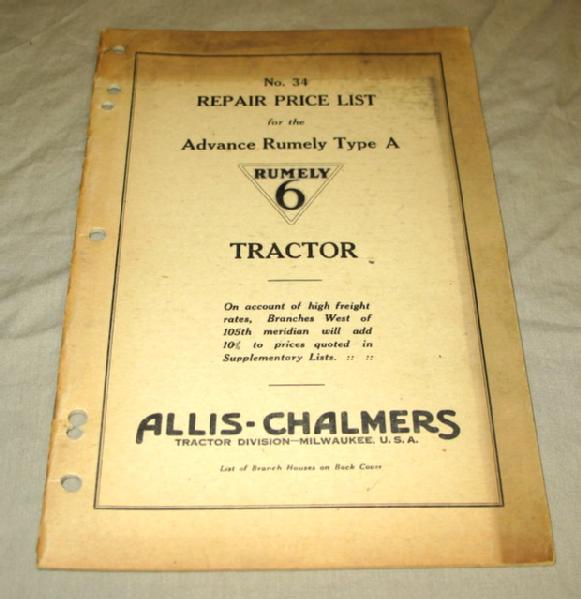 No. 34
REPAIR PRICE LIST
for the
Advance Rumely Type A
RUMELY
6
TRACTOR
On account of high freight
rates, Branches West of
105th meridian will add
10% to prices quoted in
Supplementory Lists. :: ::
ALLIS-CHALMERS
TRACTOR DIVISION—MILWAUKEE, U.S.A.
List of Branch Houses on Back Cover